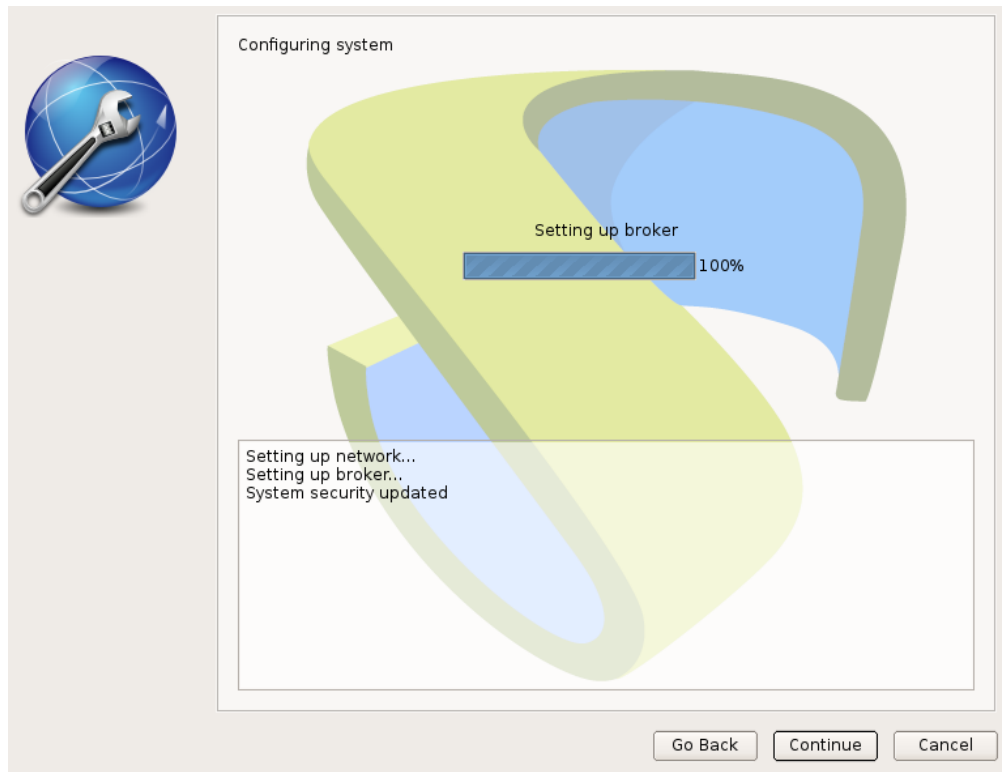 Configuring system
Setting up broker
100%
Setting up network...
Setting up broker...
System security updated
Go Back
Continue
Cancel